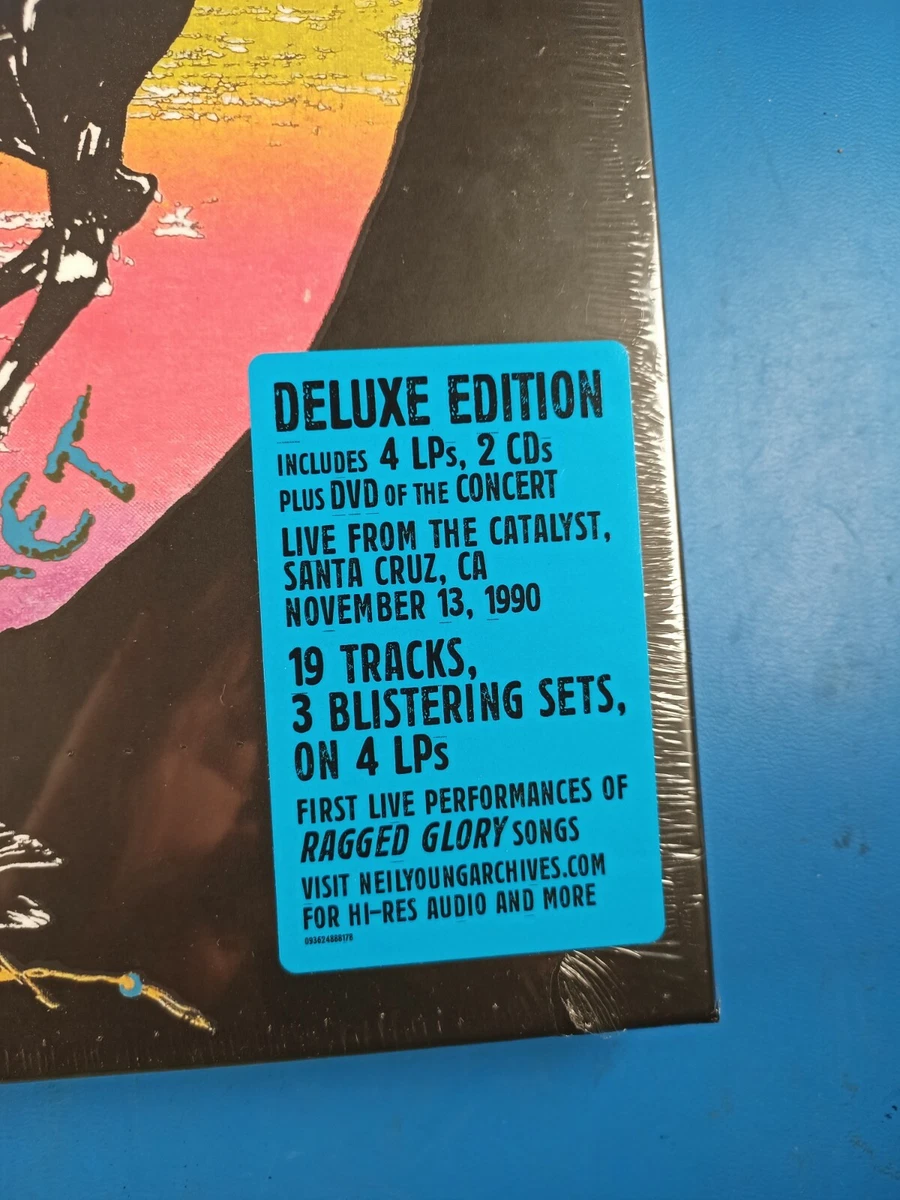 DELUXE EDITION
INCLUDES 4 LPs, 2 CDs
PLUS DVD OF THE CONCERT
LIVE FROM THE CATALYST,
SANTA CRUZ, CA
NOVEMBER 13, 1990
19 TRACKS,
3 BLISTERING SETS,
ON 4 LPs
FIRST LIVE PERFORMANCES OF
RAGGED GLORY SONGS
VISIT NEILYOUNGARCHIVES.COM
FOR HI-RES AUDIO AND MORE